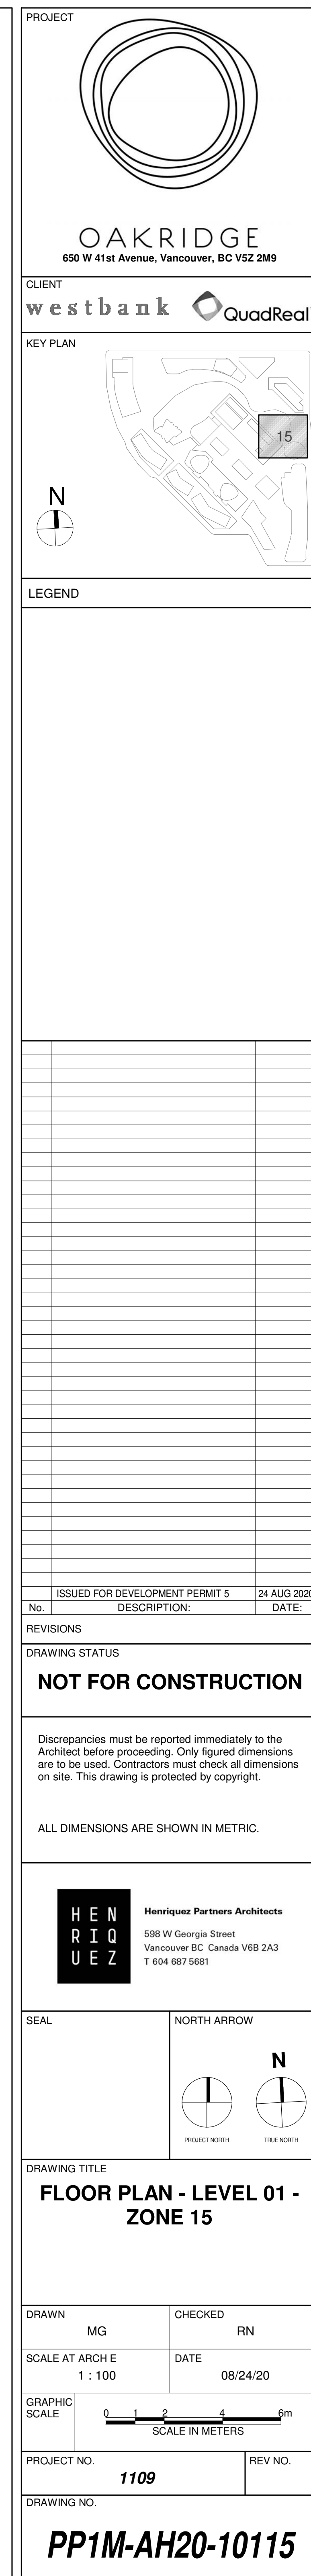 PROJECT
OAKRIDGE
650 W 41st Avenue, Vancouver, BC V5Z 2M9
CLIENT
westbank
QuadReal
KEY PLAN
15
N
LEGEND
ISSUED FOR DEVELOPMENT PERMIT 5 24 AUG 2020
No. DESCRIPTION: DATE:
REVISIONS
DRAWING STATUS
NOT FOR CONSTRUCTION
Discrepancies must be reported immediately to the
Architect before proceeding. Only figured dimensions
are to be used. Contractors must check all dimensions
on site. This drawing is protected by copyright.
ALL DIMENSIONS ARE SHOWN IN METRIC.
HEN
RIQ
UEZ
Henriquez Partners Architects
598 W Georgia Street
Vancouver BC Canada V6B 2A3
T 604 687 5681
SEAL
NORTH ARROW
N
PROJECT NORTH
TRUE NORTH
DRAWING TITLE
FLOOR PLAN - LEVEL 01 -
ZONE 15
DRAWN
MG
CHECKED
RN
SCALE AT ARCH E
1 : 100
DATE
08/24/20
GRAPHIC
SCALE
0 1 2 4 6m
SCALE IN METERS
PROJECT NO.
1109
REV NO.
DRAWING NO.
PP1M-AH20-10115